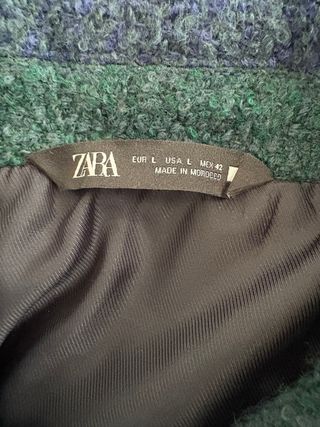 ZARA
EUR L USA L MEX 42
MADE IN MOROCCO